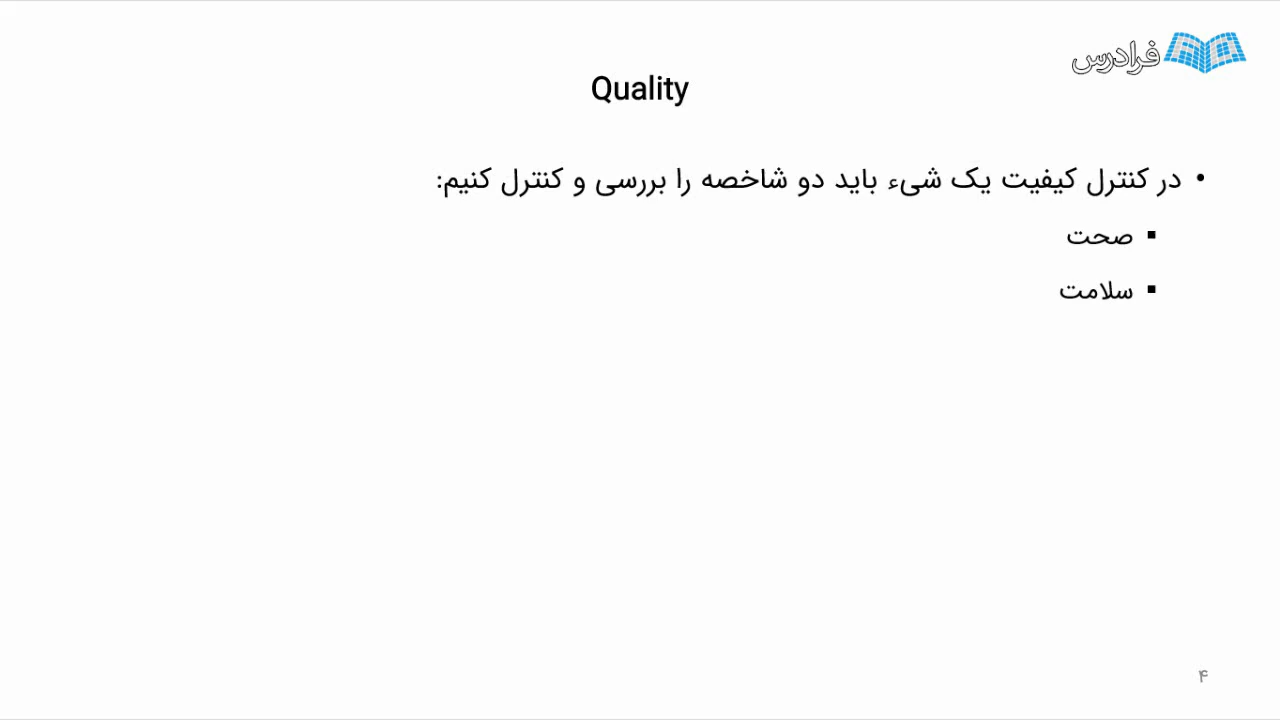 فرادرس
Quality
• در کنترل کیفیت یک شیء باید دو شاخصه را بررسی و کنترل کنیم:
▪ صحت
▪ سلامت
۴